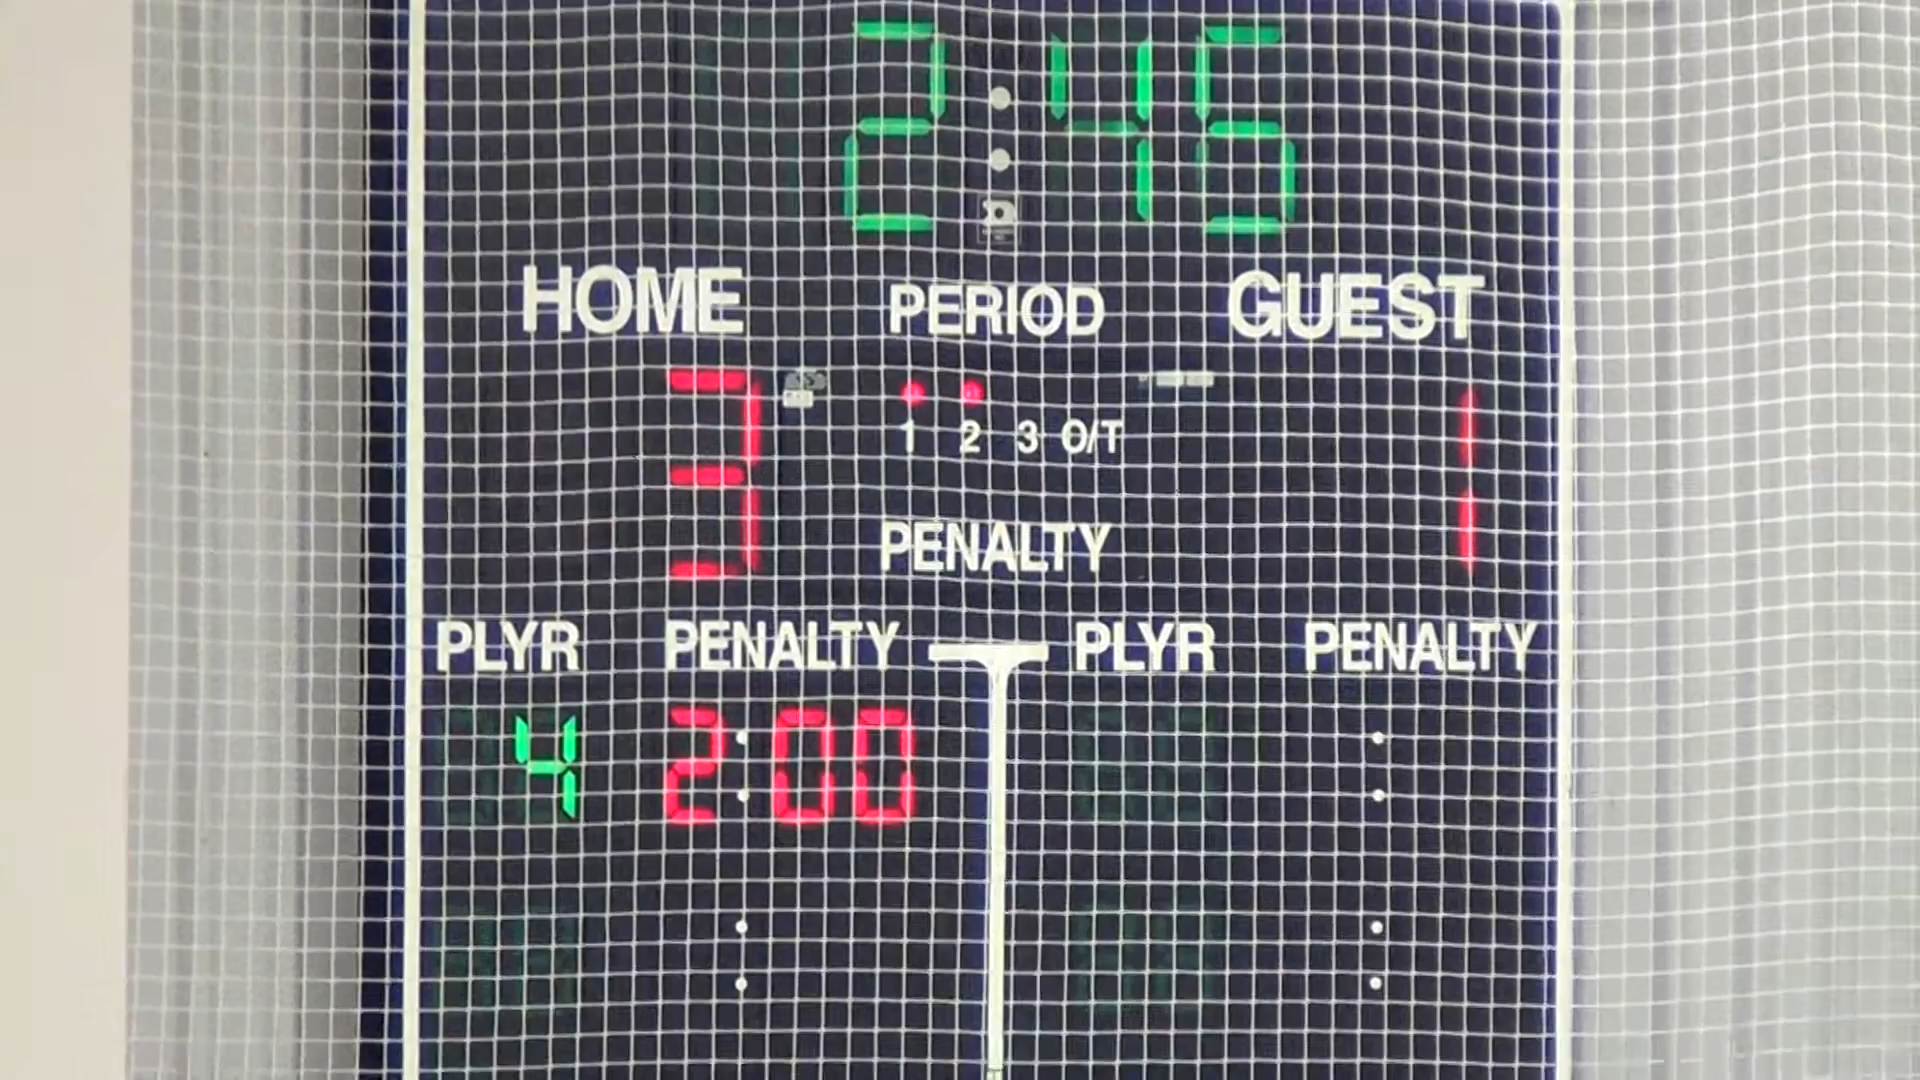 2:46
HOME PERIOD GUEST
3 1
1 2 3 O/T
PENALTY
PLYR PENALTY PLYR PENALTY
4 2:00